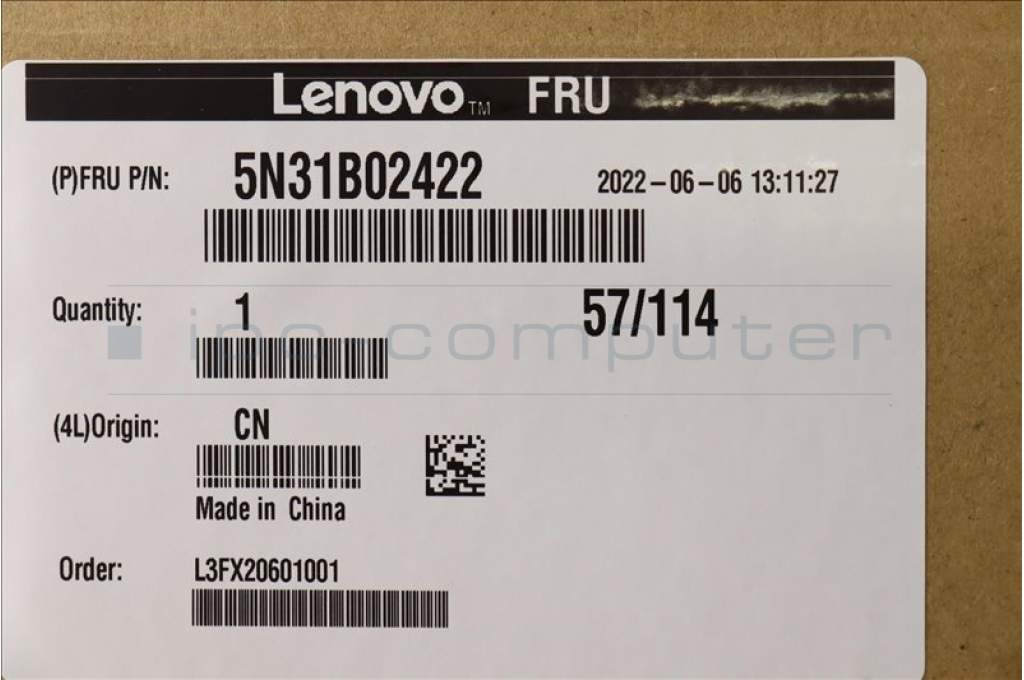 Lenovo™ FRU
(P)FRU P/N: 5N31B02422 2022-06-06 13:11:27
Quantity: 1 57/114
ipc-computer
(4L)Origin: CN
Made in China
Order: L3FX20601001